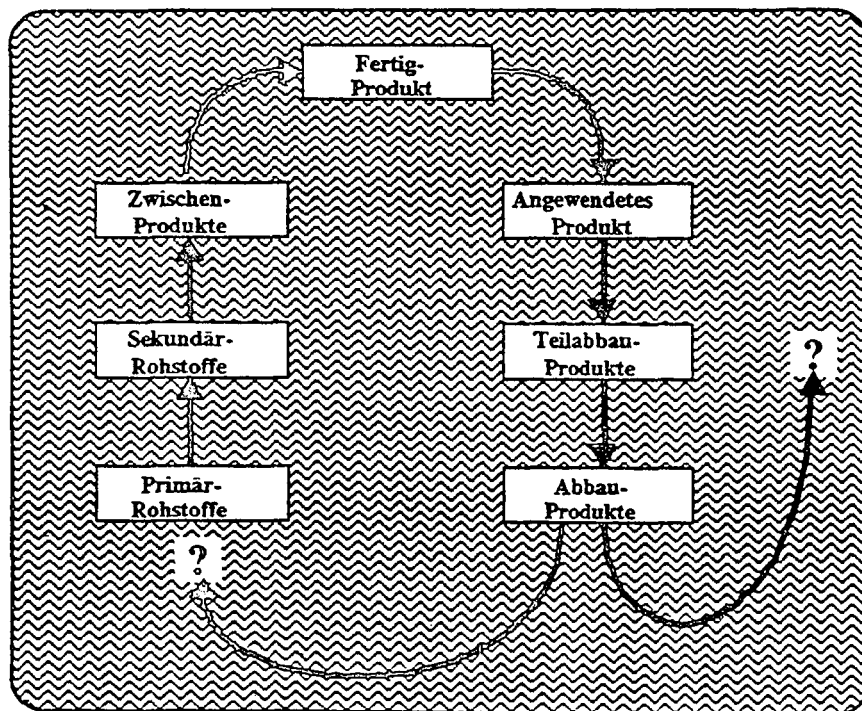 Fertig-
Produkt
Zwischen-
Produkte
Angewendetes
Produkt
Sekundär-
Rohstoffe
Teilabbau-
Produkte
?
Primär-
Rohstoffe
Abbau-
Produkte
?